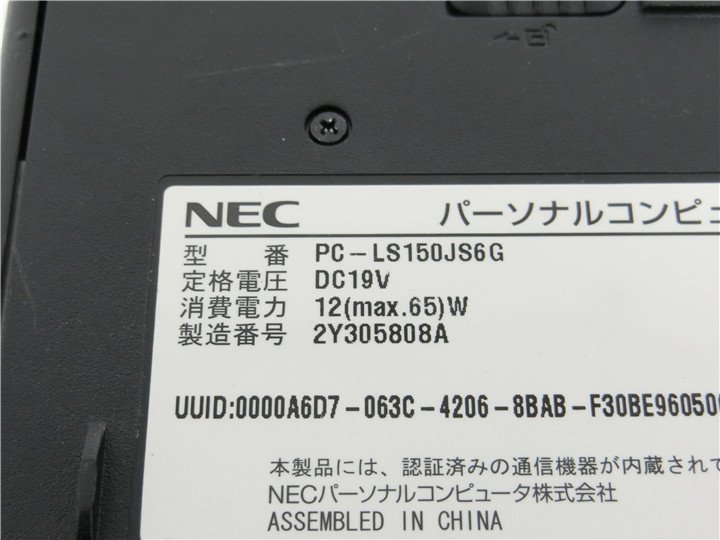 NEC パーソナルコンピュ
型 番 PC-LS150JS6G
定格電圧 DC19V
消費電力 12(max.65)W
製造番号 2Y305808A
UUID:0000A6D7-063C-4206-8BAB-F30BE960500
本製品には、認証済みの通信機器が内蔵されて
NECパーソナルコンピュータ株式会社
ASSEMBLED IN CHINA